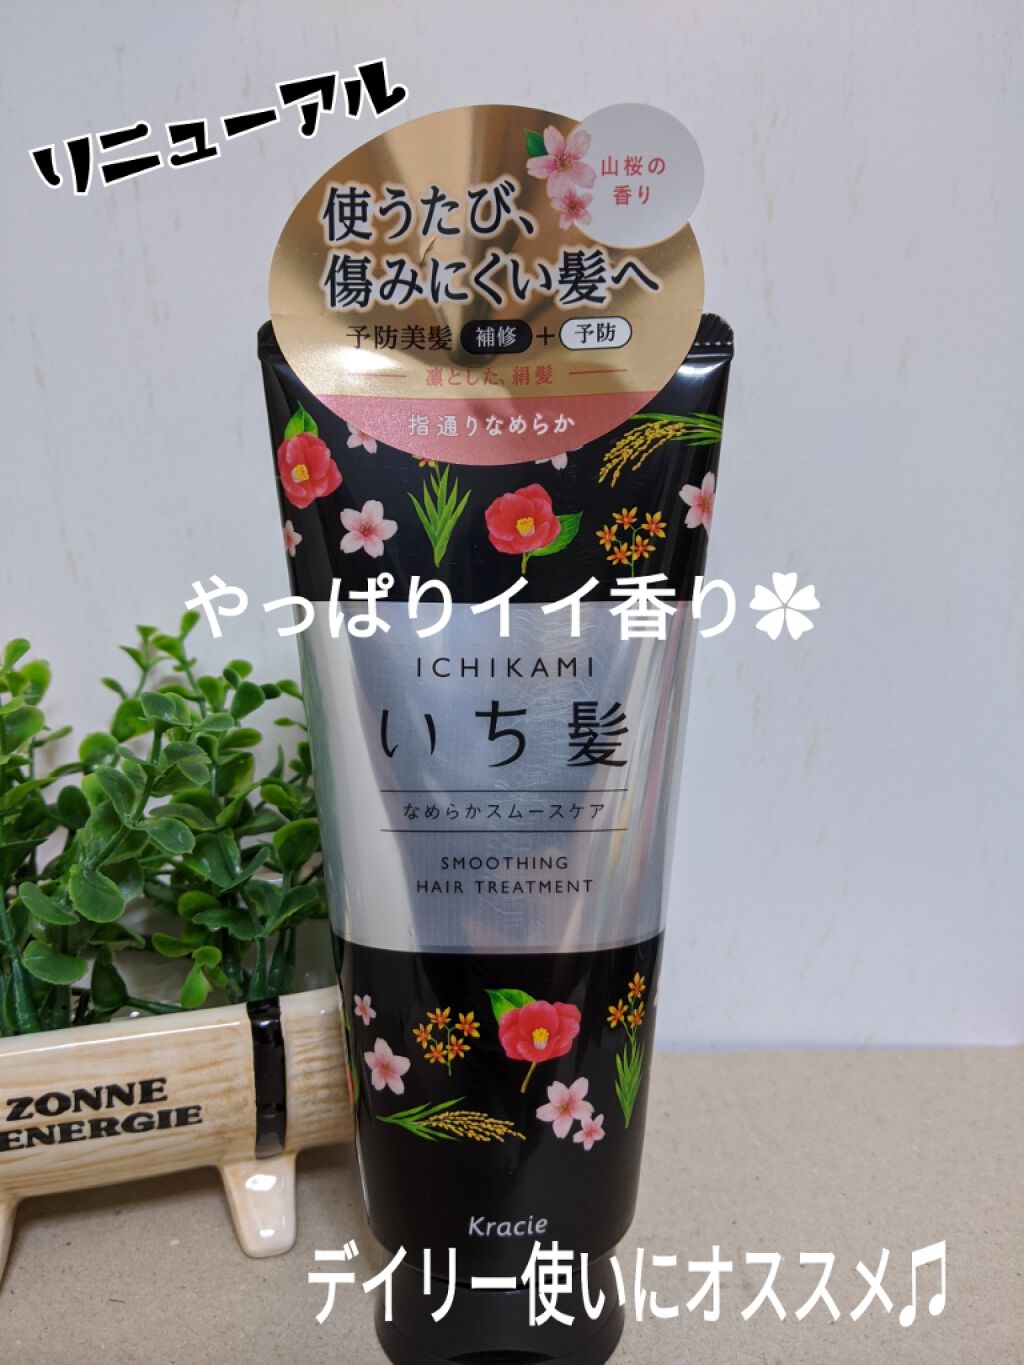 リニューアル
山桜の
香り
使うたび、
傷みにくい髪へ
予防美髪 補修+予防
凛とした、絹髪
指通りなめらか
やっぱりイイ香り
ICHIKAMI
いち髪
なめらかスムースケア
SMOOTHING
HAIR TREATMENT
ZONNE
ENERGIE
Kracie
デイリー使いにオススメ♫